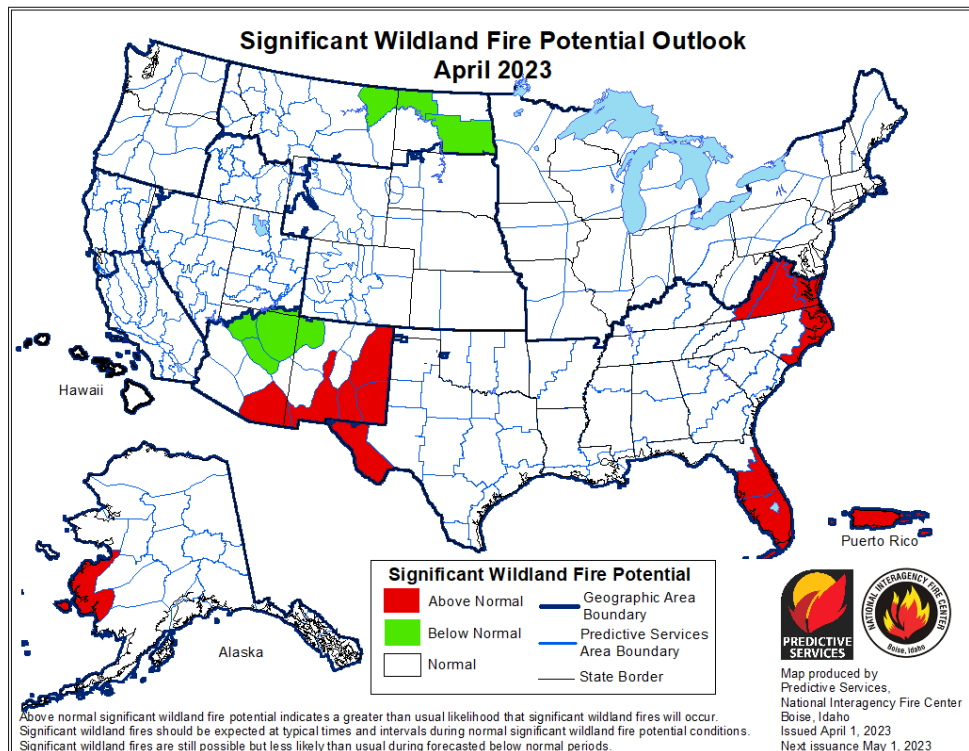 Significant Wildland Fire Potential Outlook
April 2023
Hawaii
Alaska
Puerto Rico
Significant Wildland Fire Potential
Above Normal
Below Normal
Normal
Geographic Area
Boundary
Predictive Services
Area Boundary
State Border
PREDICTIVE
SERVICES
NATIONAL INTERAGENCY FIRE CENTER
Boise, Idaho
Map produced by
Predictive Services,
National Interagency Fire Center
Boise, Idaho
Issued April 1, 2023
Next issuance May 1, 2023
Above normal significant wildland fire potential indicates a greater than usual likelihood that significant wildland fires will occur.
Significant wildland fires should be expected at typical times and intervals during normal significant wildland fire potential conditions.
Significant wildland fires are still possible but less likely than usual during forecasted below normal periods.